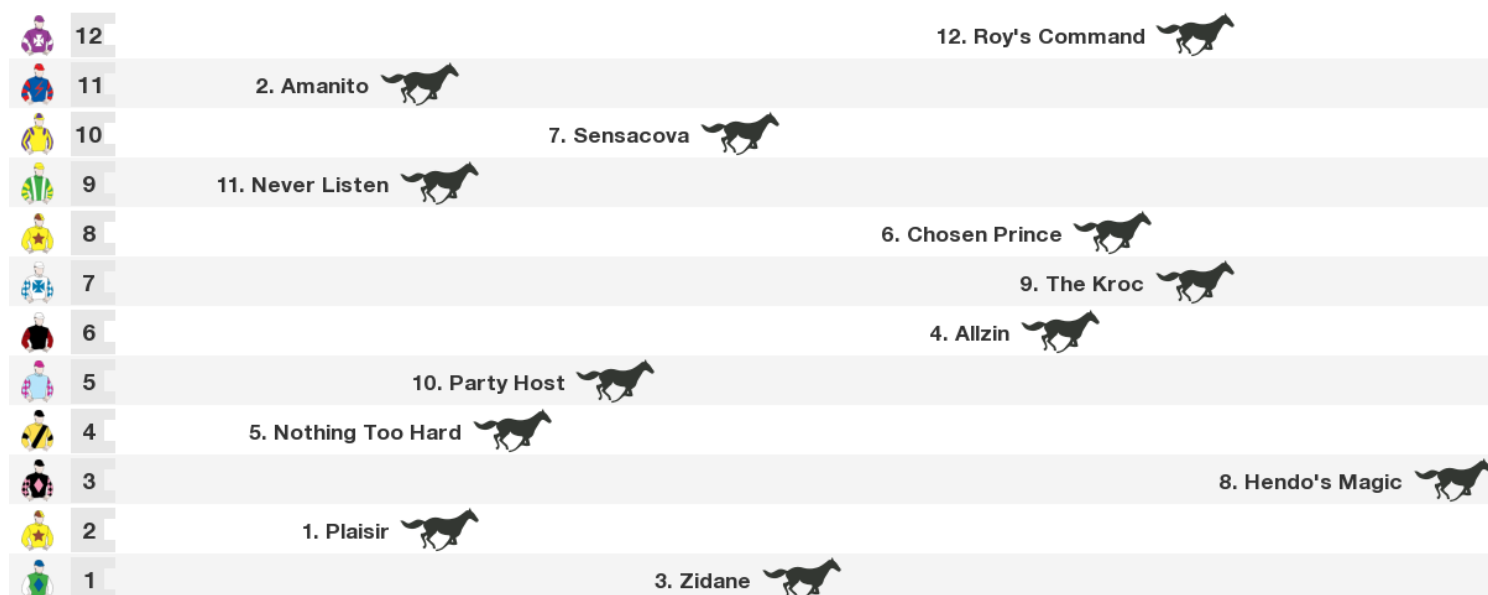 12 12. Roy's Command
11 2. Amanito
10 7. Sensacova
9 11. Never Listen
8 6. Chosen Prince
7 9. The Kroc
6 4. Allzin
5 10. Party Host
4 5. Nothing Too Hard
3 8. Hendo's Magic
2 1. Plaisir
1 3. Zidane